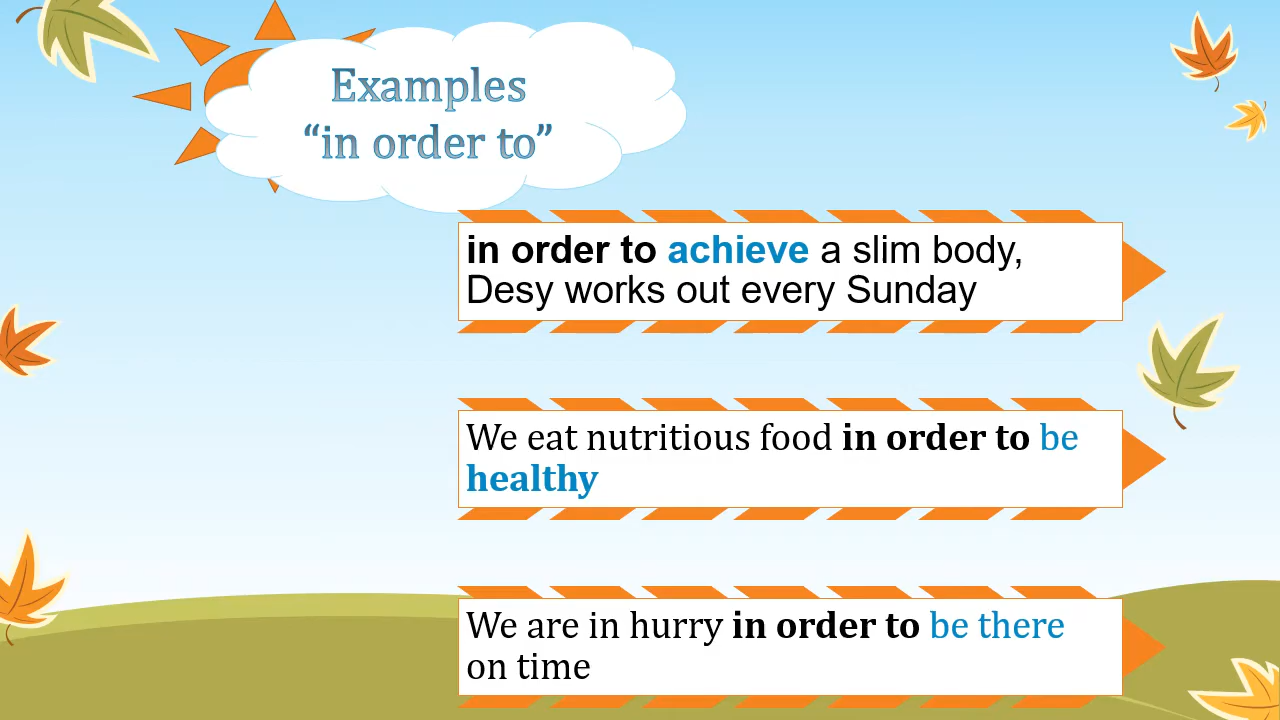 Examples
“in order to”
in order to achieve a slim body,
Desy works out every Sunday
We eat nutritious food in order to be
healthy
We are in hurry in order to be there
on time